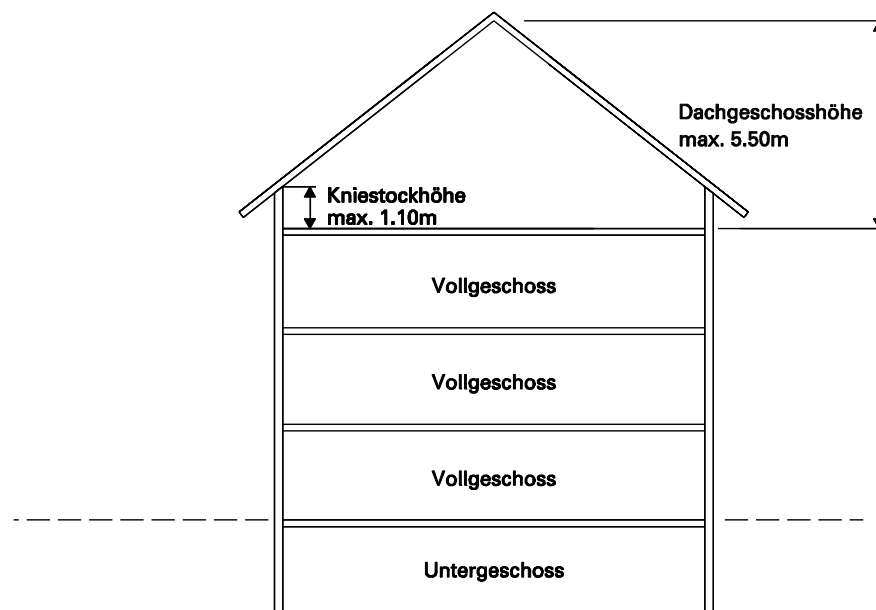 Dachgeschosshöhe
max. 5.50m
Kniestockhöhe
max. 1.10m
Vollgeschoss
Vollgeschoss
Vollgeschoss
Untergeschoss